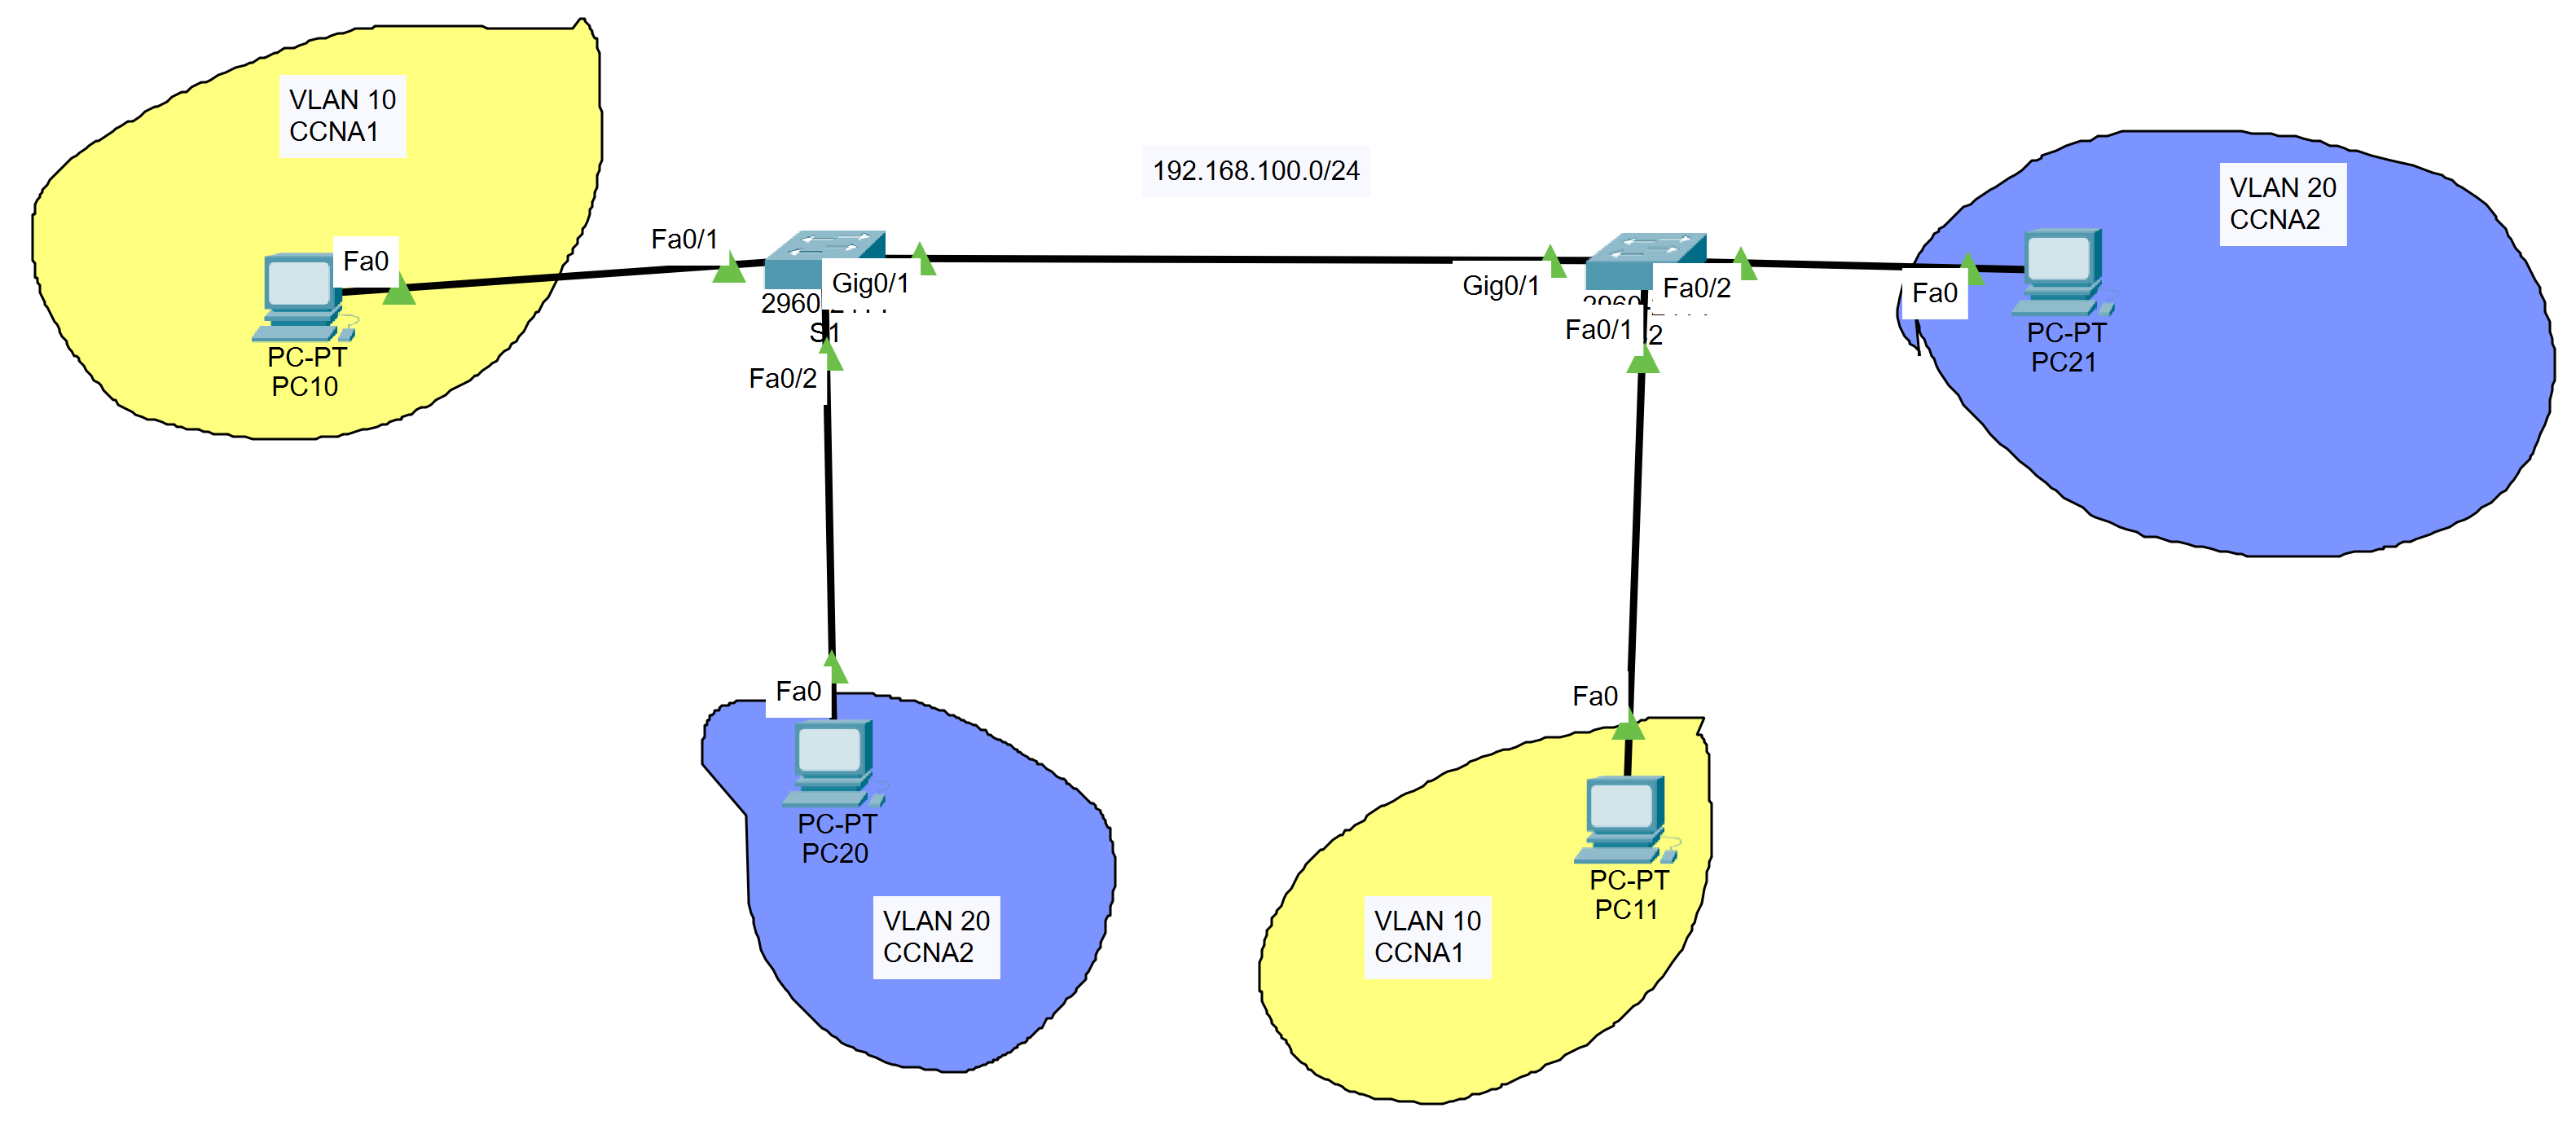 VLAN 10
CCNA1
192.168.100.0/24
VLAN 20
CCNA2
Fa0/1
Fa0
Gig0/1
Gig0/1
Fa0/2
Fa0
2960
S1
Fa0/1
2
PC-PT
PC10
PC-PT
PC21
Fa0/2
Fa0
Fa0
PC-PT
PC20
PC-PT
PC11
VLAN 20
CCNA2
VLAN 10
CCNA1